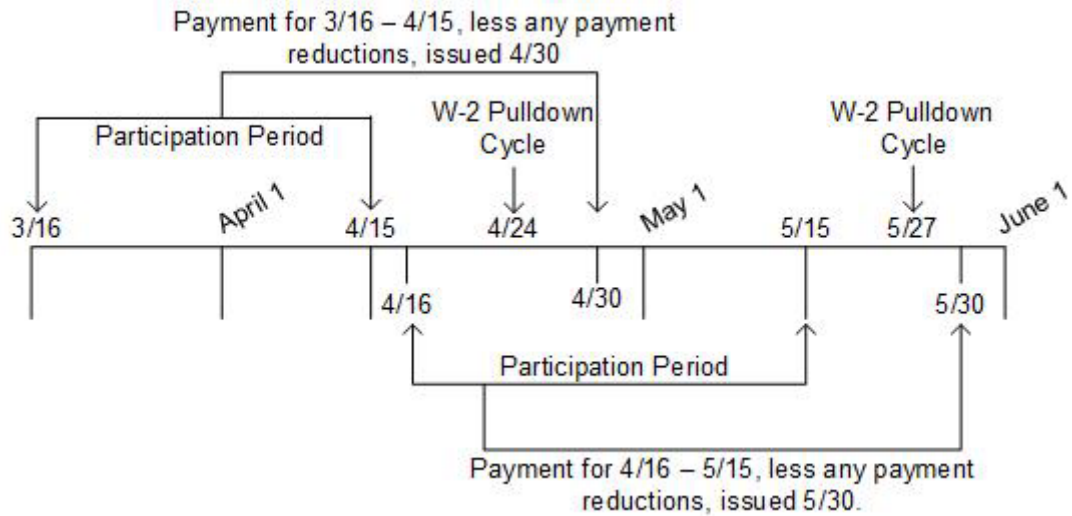 Payment for 3/16 – 4/15, less any payment
reductions, issued 4/30
W-2 Pulldown
Cycle
W-2 Pulldown
Cycle
Participation Period
3/16
April 1
4/15
4/24
May 1
5/15
5/27
June 1
4/16
4/30
5/30
Participation Period
Payment for 4/16 – 5/15, less any payment
reductions, issued 5/30.